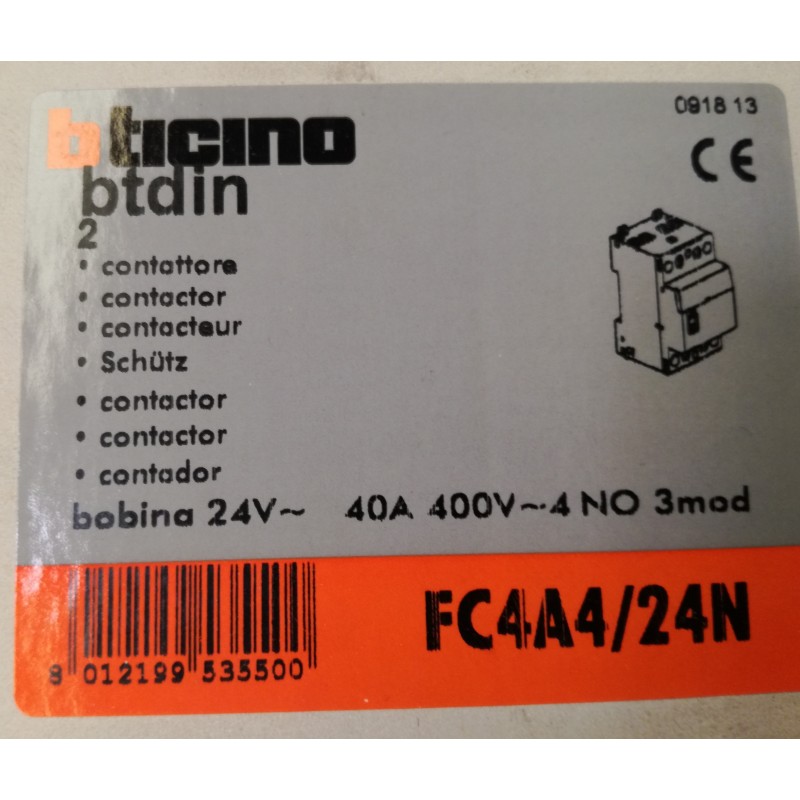 bticino
btdin
2
0918 13
CE
• contattore
• contactor
• contacteur
• Schütz
• contactor
• contactor
• contador
bobina 24V~ 40A 400V~4 NO 3mod
FC4A4/24N
8 012199 535500